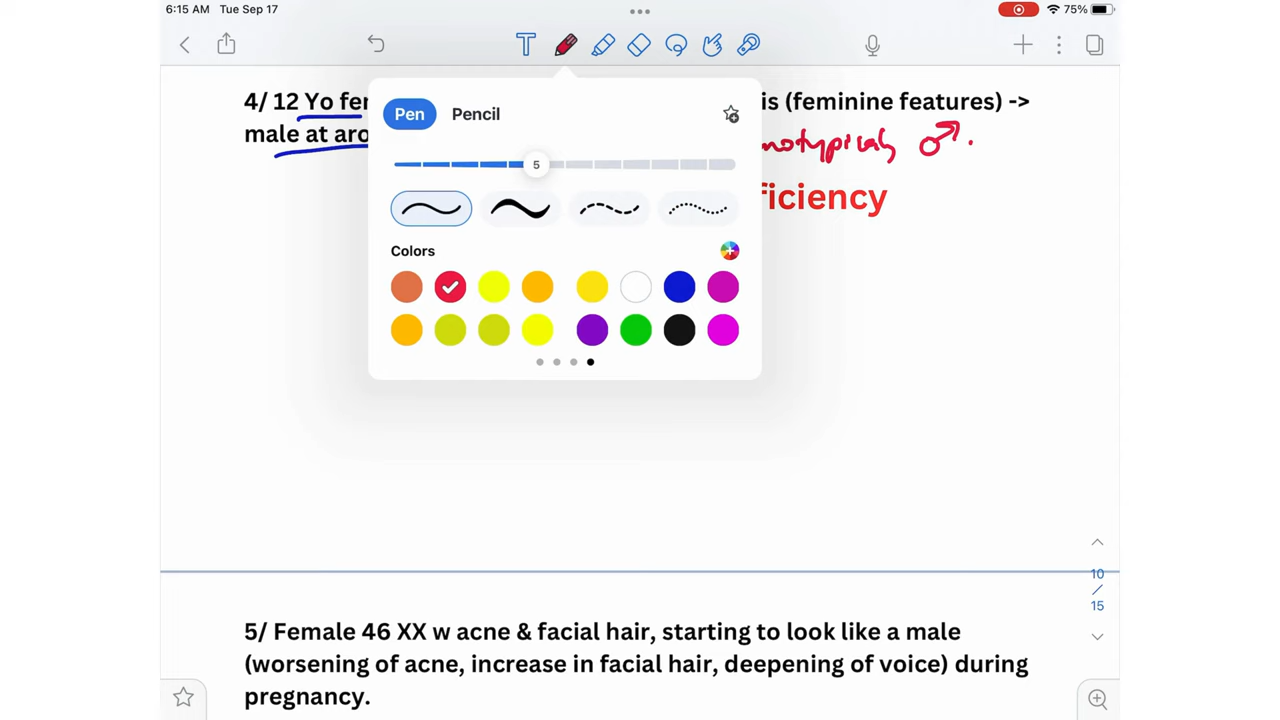 6:15 AM Tue Sep 17
75%
T
4/ 12 Yo fem is (feminine features) ->
male at aro
ficiency
Pen Pencil
5
Colors
10
/
15
5/ Female 46 XX w acne & facial hair, starting to look like a male
(worsening of acne, increase in facial hair, deepening of voice) during
pregnancy.